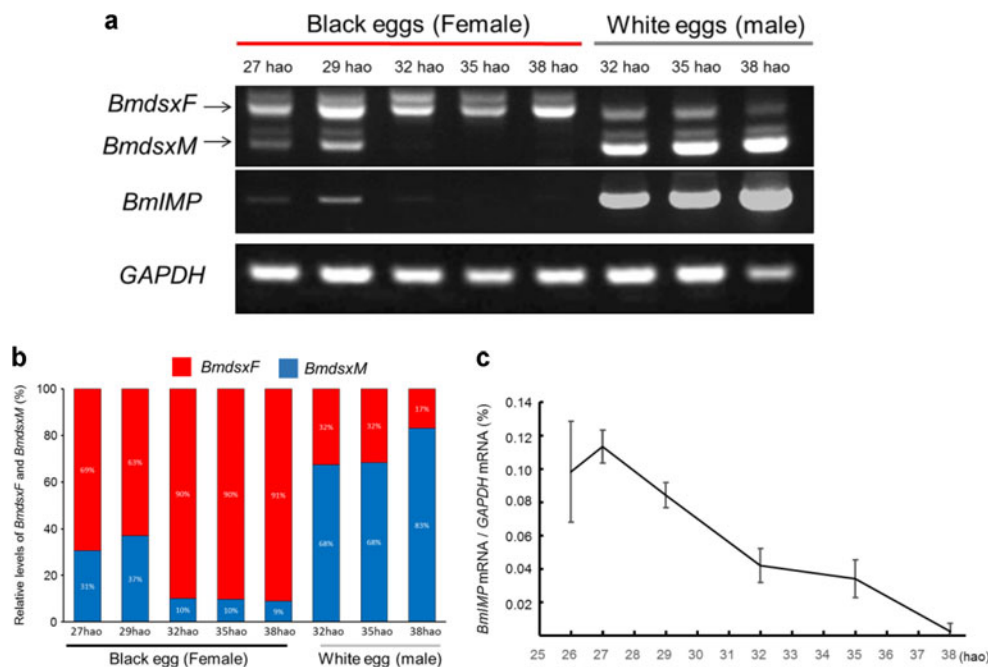 a
Black eggs (Female) White eggs (male)
27 hao 29 hao 32 hao 35 hao 38 hao 32 hao 35 hao 38 hao
BmdsxF
BmdsxM
BmIMP
GAPDH
b
BmdsxF BmdsxM
Relative levels of BmdsxF and BmdsxM (%)
100
80
60
40
20
0
69% 63% 90% 90% 91% 32% 32% 17%
31% 37% 10% 10% 9% 68% 68% 83%
27hao 29hao 32hao 35hao 38hao 32hao 35hao 38hao
Black egg (Female) White egg (male)
c
BmIMP mRNA / GAPDH mRNA (%)
0.14
0.12
0.10
0.08
0.06
0.04
0.02
25 26 27 28 29 30 31 32 33 34 35 36 37 38 (hao)